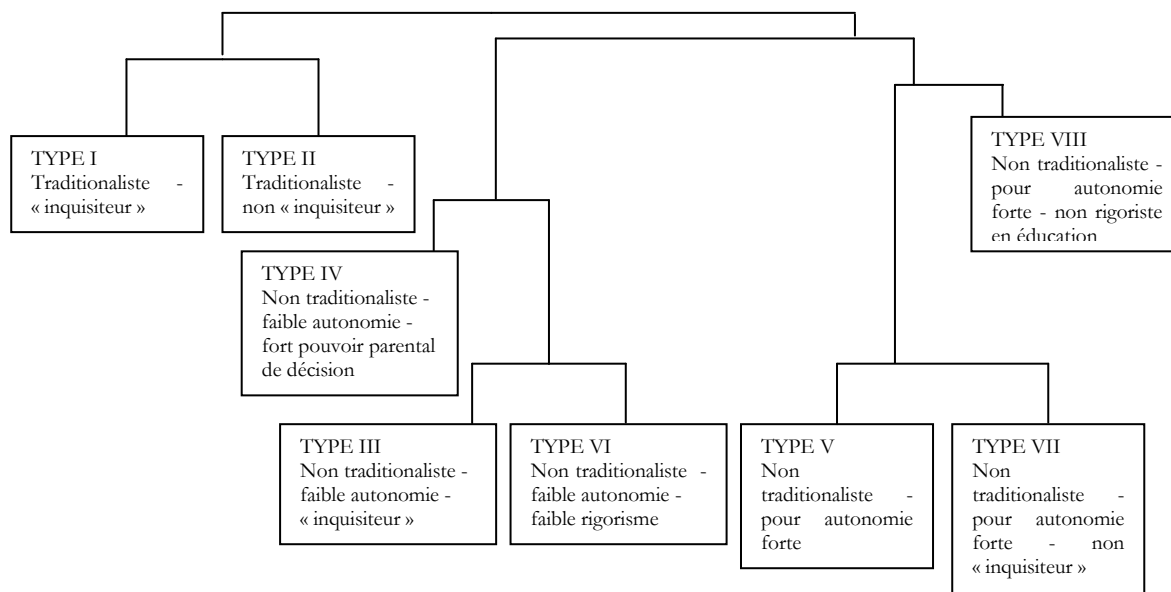 TYPE I
Traditionaliste -
« inquisiteur »
TYPE II
Traditionaliste -
non « inquisiteur »
TYPE VIII
Non traditionaliste -
pour autonomie
forte - non rigoriste
en éducation
TYPE IV
Non traditionaliste -
faible autonomie -
fort pouvoir parental
de décision
TYPE III
Non traditionaliste -
faible autonomie -
« inquisiteur »
TYPE VI
Non traditionaliste -
faible autonomie -
faible rigorisme
TYPE V
Non
traditionaliste -
pour autonomie
forte
TYPE VII
Non
traditionaliste -
pour autonomie
forte - non
« inquisiteur »